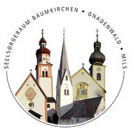 SEELSORGERAUM BAUMKIRCHEN • GNADENWALD • MILS